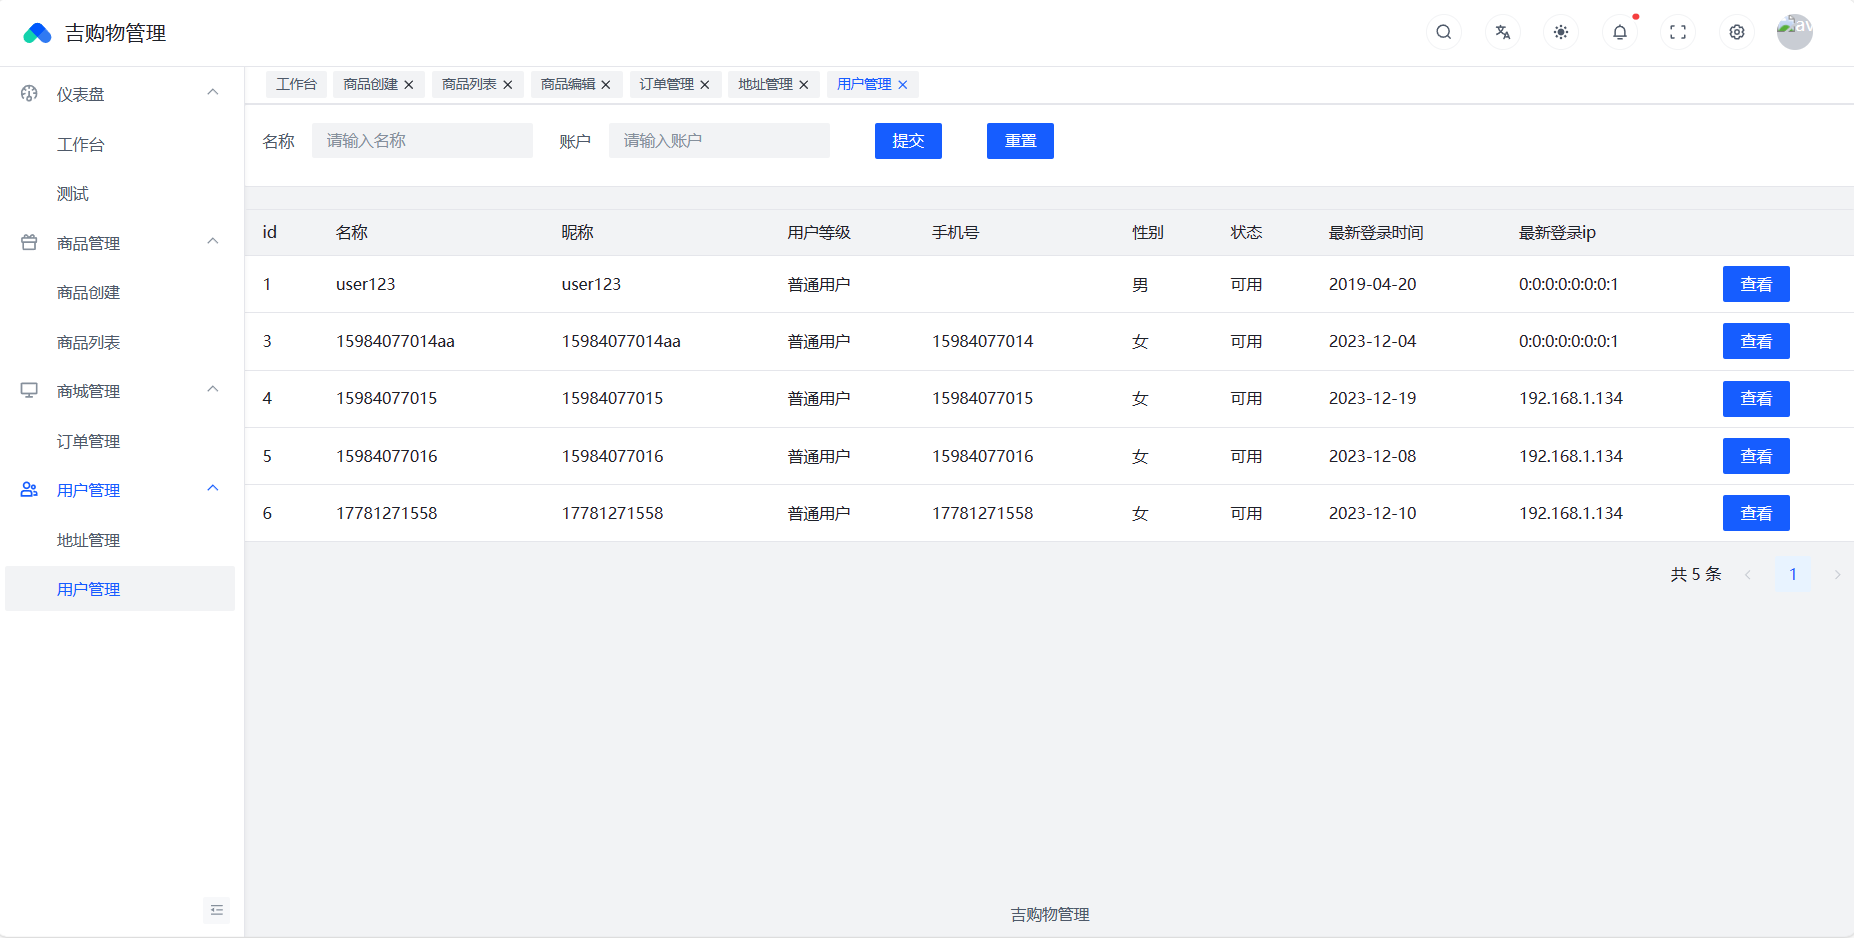 吉购物管理
仪表盘
工作台
测试
商品管理
商品创建
商品列表
商城管理
订单管理
用户管理
地址管理
用户管理
工作台 商品创建 商品列表 商品编辑 订单管理 地址管理 用户管理
名称 请输入名称 账户 请输入账户 提交 重置
id 名称 昵称 用户等级 手机号 性别 状态 最新登录时间 最新登录ip
1 user123 user123 普通用户 男 可用 2019-04-20 0:0:0:0:0:0:0:1 查看
3 15984077014aa 15984077014aa 普通用户 15984077014 女 可用 2023-12-04 0:0:0:0:0:0:0:1 查看
4 15984077015 15984077015 普通用户 15984077015 女 可用 2023-12-19 192.168.1.134 查看
5 15984077016 15984077016 普通用户 15984077016 女 可用 2023-12-08 192.168.1.134 查看
6 17781271558 17781271558 普通用户 17781271558 女 可用 2023-12-10 192.168.1.134 查看
共 5 条 1
吉购物管理